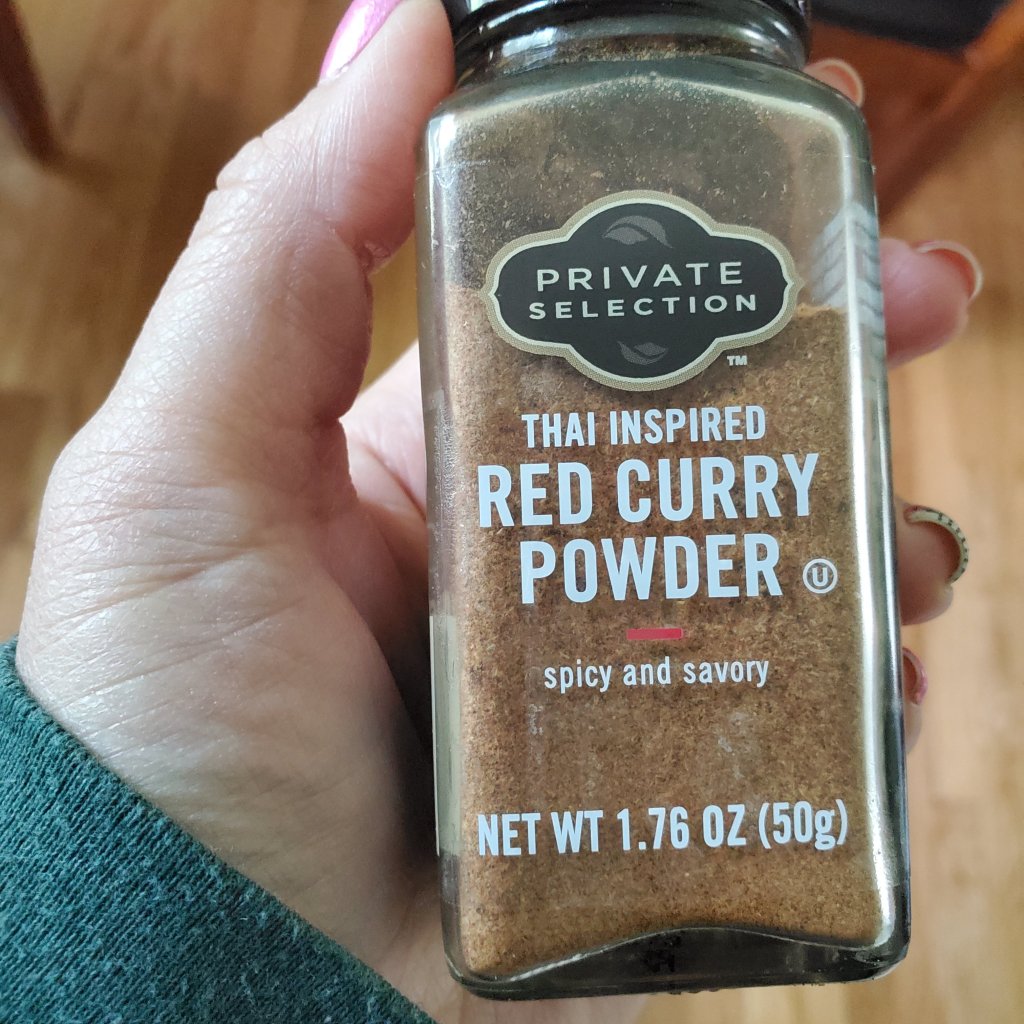 PRIVATE
SELECTION
TM
THAI INSPIRED
RED CURRY
POWDER U
spicy and savory
NET WT 1.76 OZ (50g)